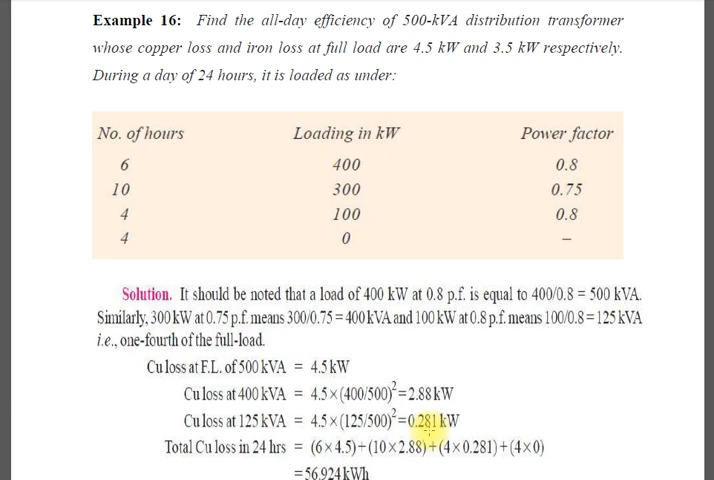 Example 16: Find the all-day efficiency of 500-kVA distribution transformer
whose copper loss and iron loss at full load are 4.5 kW and 3.5 kW respectively.
During a day of 24 hours, it is loaded as under:
No. of hours Loading in kW Power factor
6 400 0.8
10 300 0.75
4 100 0.8
4 0 –
Solution. It should be noted that a load of 400 kW at 0.8 p.f. is equal to 400/0.8 = 500 kVA.
Similarly, 300 kW at 0.75 p.f. means 300/0.75 = 400 kVA and 100 kW at 0.8 p.f. means 100/0.8 = 125 kVA
i.e., one-fourth of the full-load.
Cu loss at F.L. of 500 kVA = 4.5 kW
Cu loss at 400 kVA = 4.5 × (400/500)² = 2.88 kW
Cu loss at 125 kVA = 4.5 × (125/500)² = 0.281 kW
Total Cu loss in 24 hrs = (6 × 4.5) + (10 × 2.88) + (4 × 0.281) + (4 × 0)
= 56.924 kWh